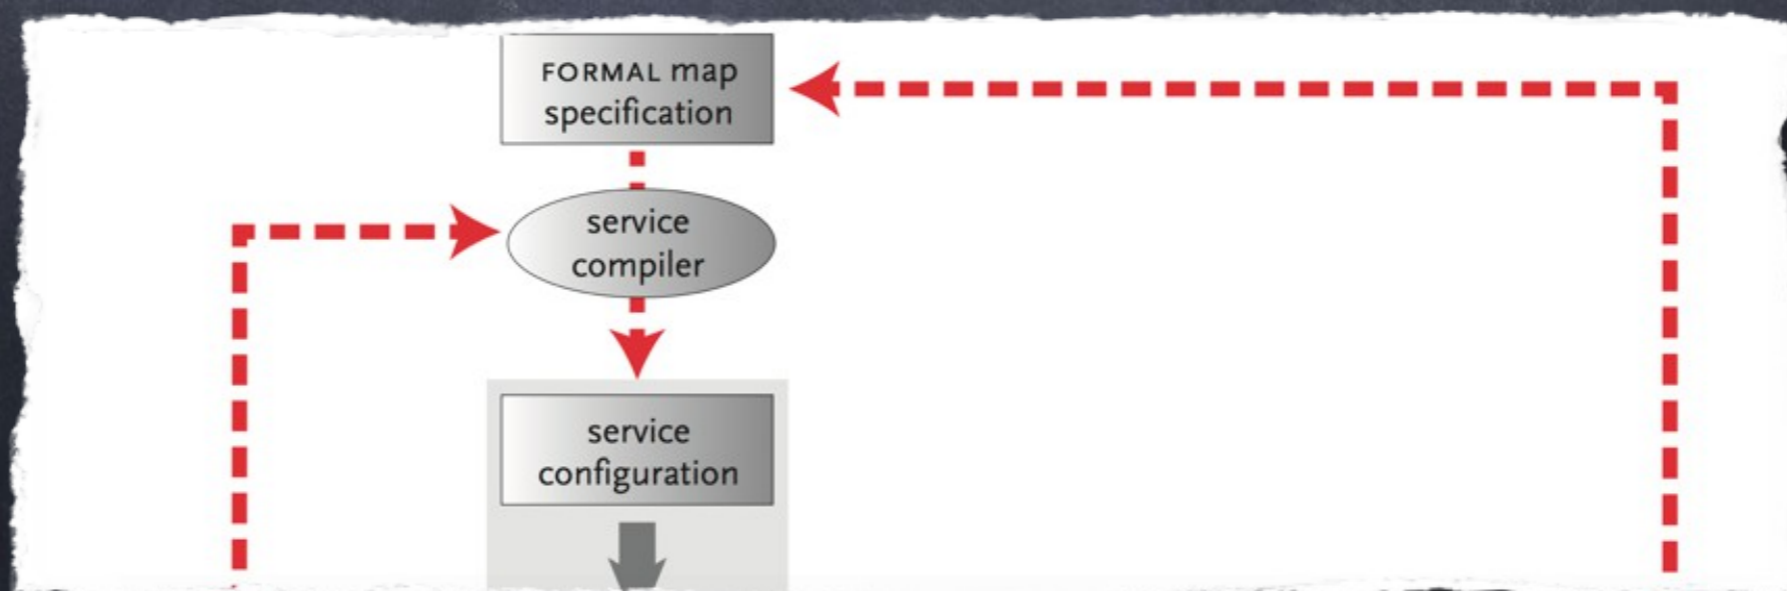 FORMAL map
specification
service
compiler
service
configuration